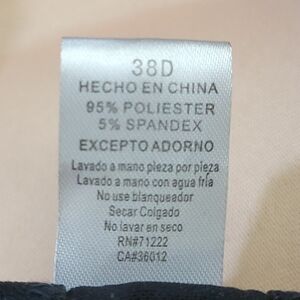 38D
HECHO EN CHINA
95% POLIESTER
5% SPANDEX
EXCEPTO ADORNO
Lavado a mano pieza por pieza
Lavado a mano con agua fría
No use blanqueador
Secar Colgado
No lavar en seco
RN#71222
CA#36012